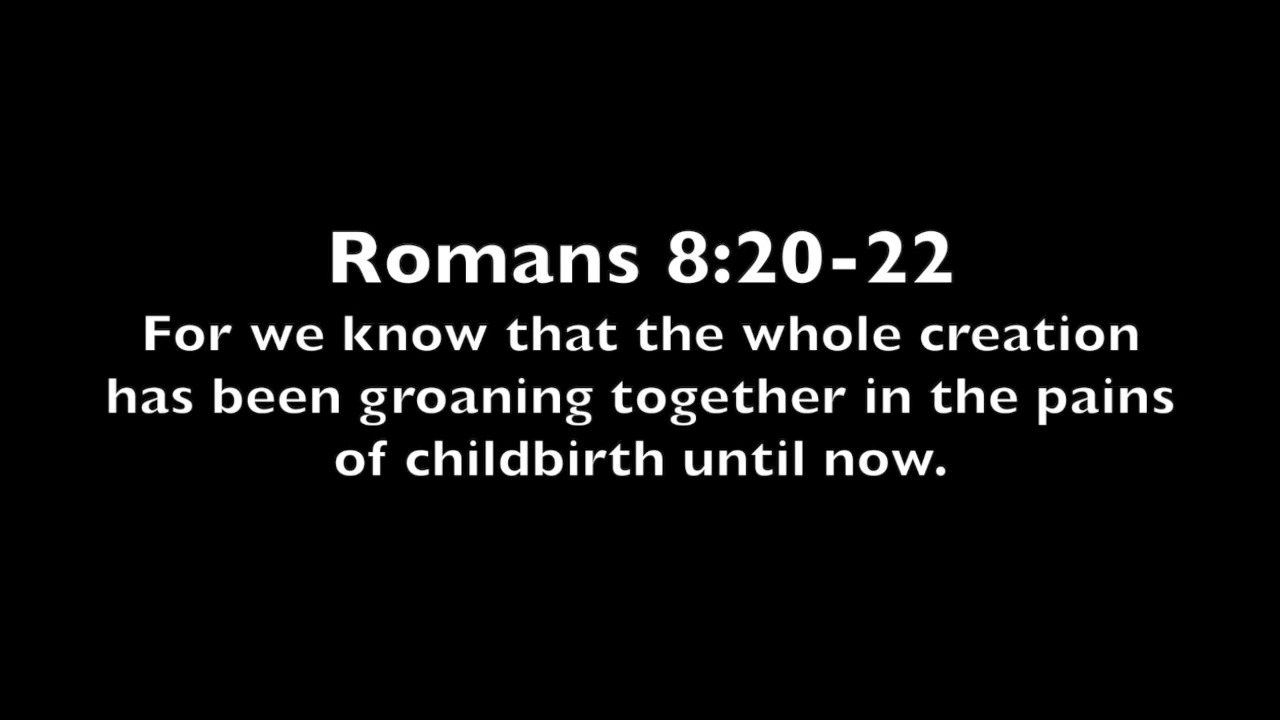 Romans 8:20-22
For we know that the whole creation
has been groaning together in the pains
of childbirth until now.